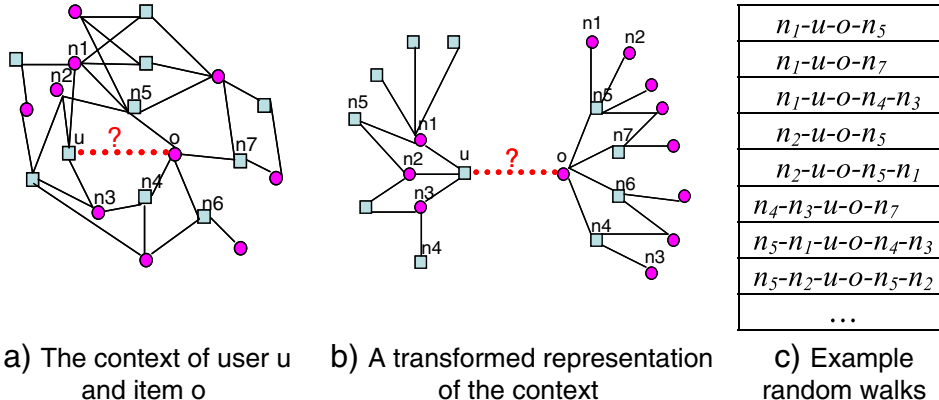 n1
n2
n5
u
?
o
n7
n3
n4
n6
a) The context of user u
and item o
n1
n2
n5
n5
n1
n7
n2
u
?
o
n3
n6
n4
n4
n3
b) A transformed representation
of the context
n1-u-o-n5
n1-u-o-n7
n1-u-o-n4-n3
n2-u-o-n5
n2-u-o-n5-n1
n4-n3-u-o-n7
n5-n1-u-o-n4-n3
n5-n2-u-o-n5-n2
...
c) Example
random walks